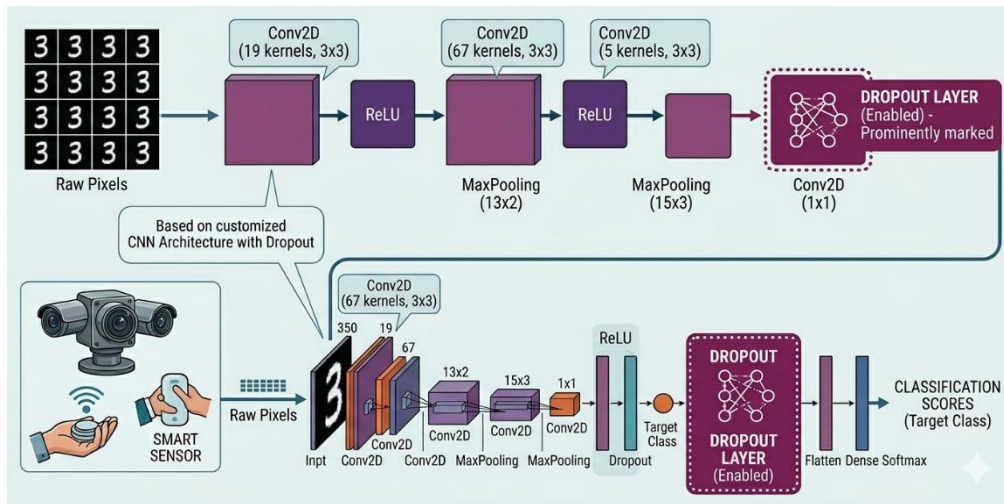 3 3 3 3
3 3 3 3
3 3 3 3
3 3 3 3
Raw Pixels
Conv2D
(19 kernels, 3x3)
ReLU
Conv2D
(67 kernels, 3x3)
MaxPooling
(13x2)
Conv2D
(5 kernels, 3x3)
ReLU
MaxPooling
(15x3)
Conv2D
(1x1)
DROPOUT LAYER
(Enabled) -
Prominently marked
Based on customized
CNN Architecture with Dropout
SMART
SENSOR
Raw Pixels
Conv2D
(67 kernels, 3x3)
350
19
67
13x2
15x3
1x1
3
Inpt
Conv2D
Conv2D
Conv2D
Conv2D
MaxPooling
Conv2D
MaxPooling
Conv2D
ReLU
Dropout
Target
Class
DROPOUT
DROPOUT
LAYER
(Enabled)
Flatten
Dense
Softmax
CLASSIFICATION
SCORES
(Target Class)